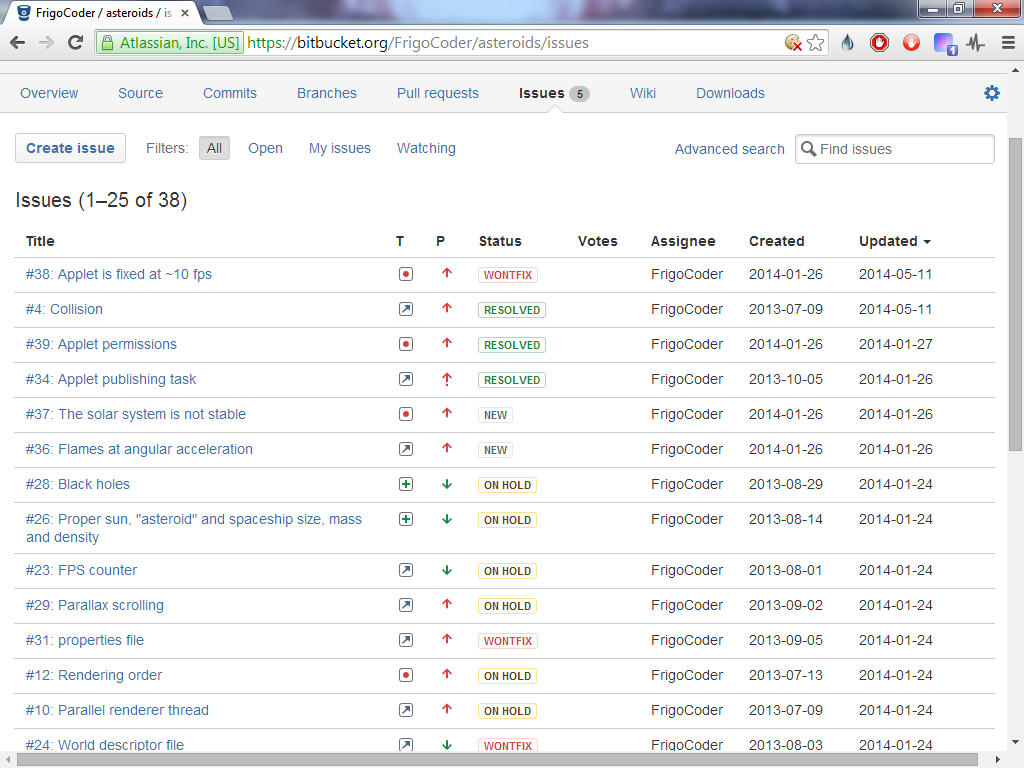 FrigoCoder / asteroids / is
Atlassian, Inc. [US] https://bitbucket.org/FrigoCoder/asteroids/issues
1
Overview Source Commits Branches Pull requests Issues 5 Wiki Downloads
Create issue Filters: All Open My issues Watching Advanced search Find issues
Issues (1–25 of 38)
Title T P Status Votes Assignee Created Updated
#38: Applet is fixed at ~10 fps WONTFIX FrigoCoder 2014-01-26 2014-05-11
#4: Collision RESOLVED FrigoCoder 2013-07-09 2014-05-11
#39: Applet permissions RESOLVED FrigoCoder 2014-01-26 2014-01-27
#34: Applet publishing task RESOLVED FrigoCoder 2013-10-05 2014-01-26
#37: The solar system is not stable NEW FrigoCoder 2014-01-26 2014-01-26
#36: Flames at angular acceleration NEW FrigoCoder 2014-01-26 2014-01-26
#28: Black holes ON HOLD FrigoCoder 2013-08-29 2014-01-24
#26: Proper sun, "asteroid" and spaceship size, mass ON HOLD FrigoCoder 2013-08-14 2014-01-24
and density
#23: FPS counter ON HOLD FrigoCoder 2013-08-01 2014-01-24
#29: Parallax scrolling ON HOLD FrigoCoder 2013-09-02 2014-01-24
#31: properties file WONTFIX FrigoCoder 2013-09-05 2014-01-24
#12: Rendering order ON HOLD FrigoCoder 2013-07-13 2014-01-24
#10: Parallel renderer thread ON HOLD FrigoCoder 2013-07-09 2014-01-24
#24: World descriptor file WONTFIX FrigoCoder 2013-08-03 2014-01-24